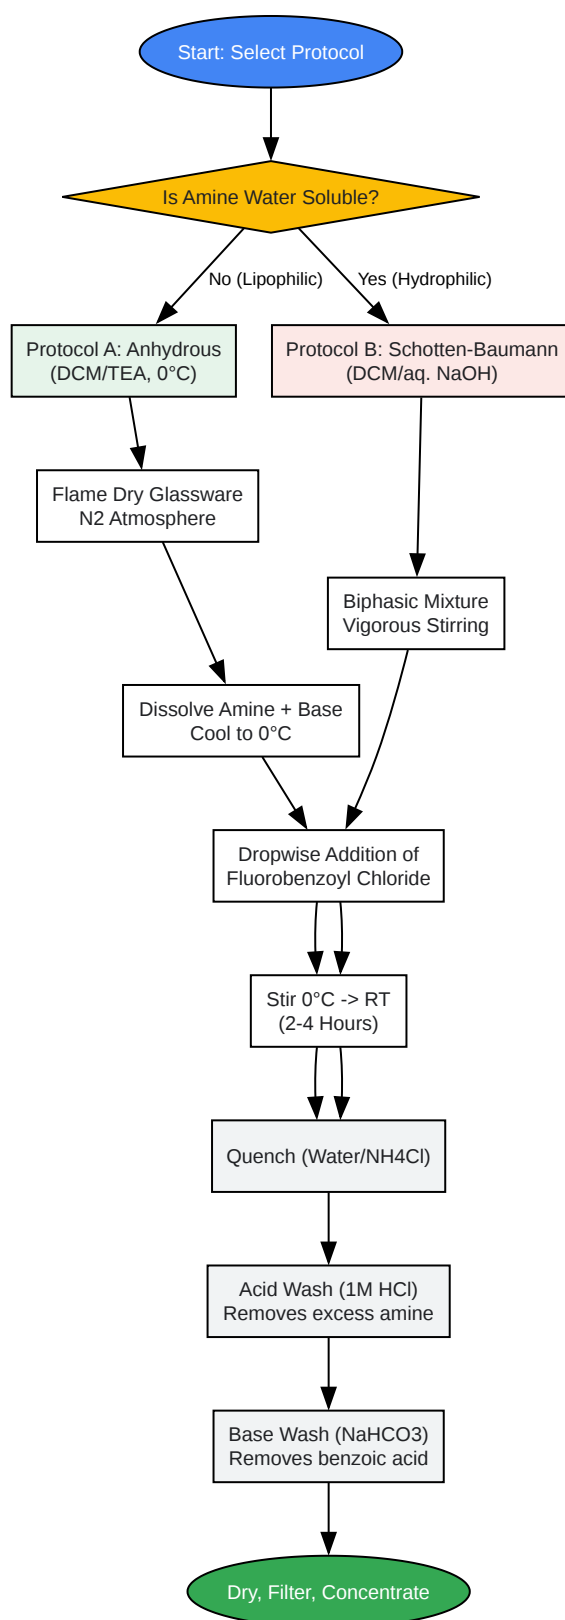 Start: Select Protocol
Is Amine Water Soluble?
No (Lipophilic)
Yes (Hydrophilic)
Protocol A: Anhydrous
(DCM/TEA, 0°C)
Protocol B: Schotten-Baumann
(DCM/aq. NaOH)
Flame Dry Glassware
N2 Atmosphere
Biphasic Mixture
Vigorous Stirring
Dissolve Amine + Base
Cool to 0°C
Dropwise Addition of
Fluorobenzoyl Chloride
Stir 0°C -> RT
(2-4 Hours)
Quench (Water/NH4Cl)
Acid Wash (1M HCl)
Removes excess amine
Base Wash (NaHCO3)
Removes benzoic acid
Dry, Filter, Concentrate